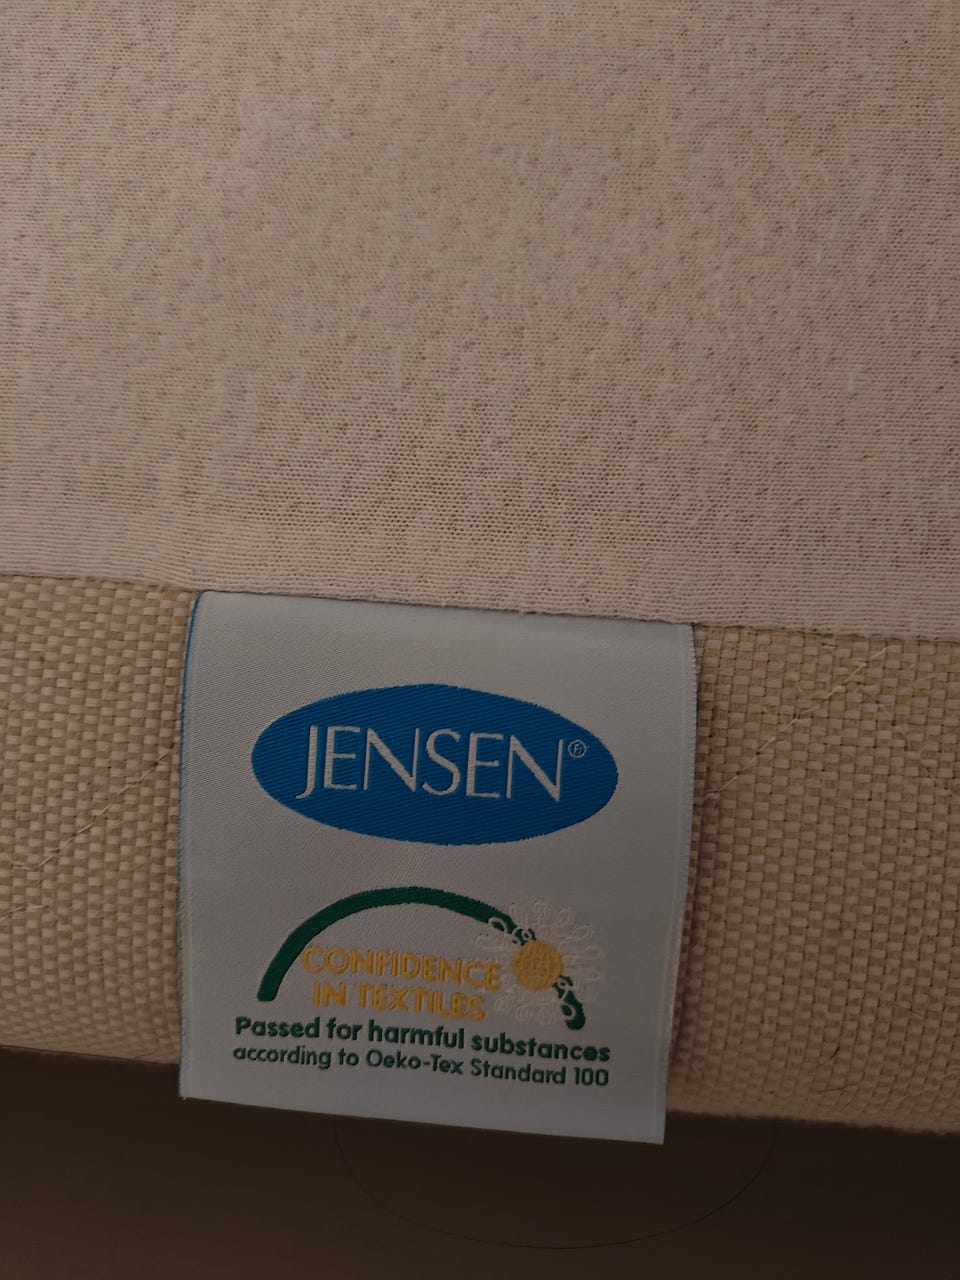 JENSEN®
CONFIDENCE
IN TEXTILES
Passed for harmful substances
according to Oeko-Tex Standard 100